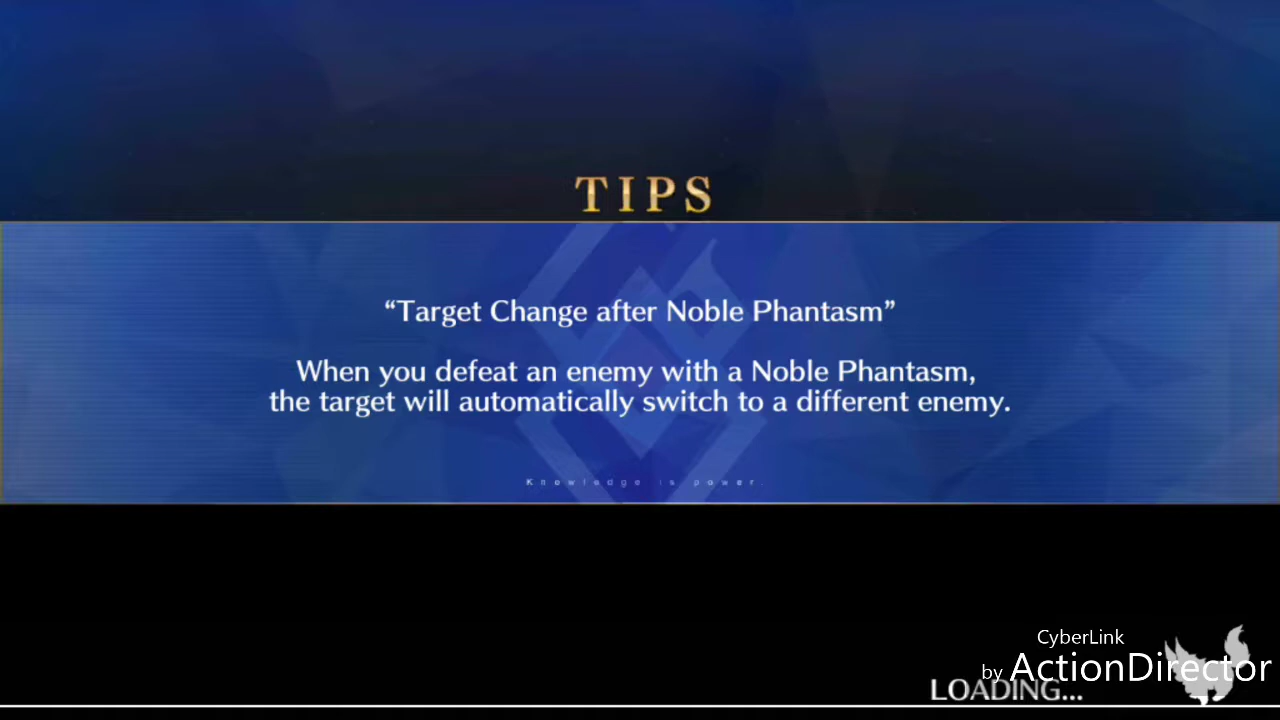 TIPS
“Target Change after Noble Phantasm”
When you defeat an enemy with a Noble Phantasm,
the target will automatically switch to a different enemy.
Knowledge is power.
CyberLink
by ActionDirector
LOADING...